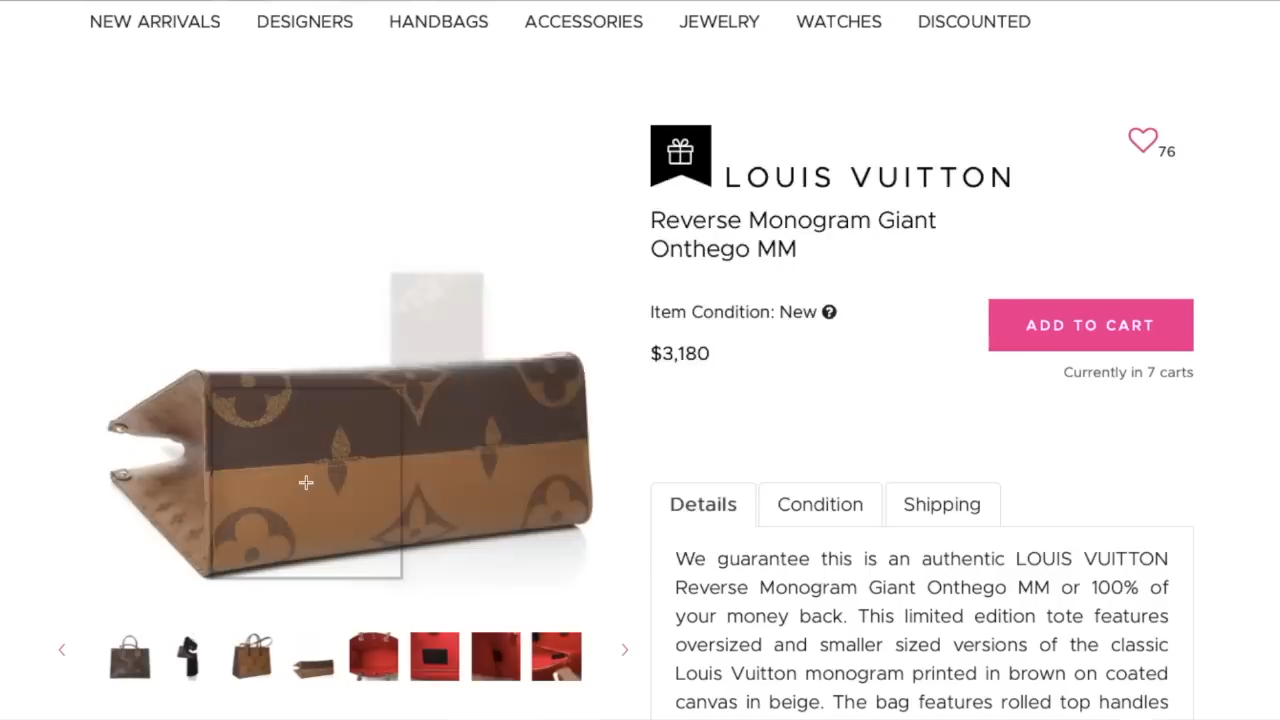 NEW ARRIVALS DESIGNERS HANDBAGS ACCESSORIES JEWELRY WATCHES DISCOUNTED
76
LOUIS VUITTON
Reverse Monogram Giant
Onthego MM
Item Condition: New ?
ADD TO CART
$3,180
Currently in 7 carts
Details Condition Shipping
We guarantee this is an authentic LOUIS VUITTON
Reverse Monogram Giant Onthego MM or 100% of
your money back. This limited edition tote features
oversized and smaller sized versions of the classic
Louis Vuitton monogram printed in brown on coated
canvas in beige. The bag features rolled top handles